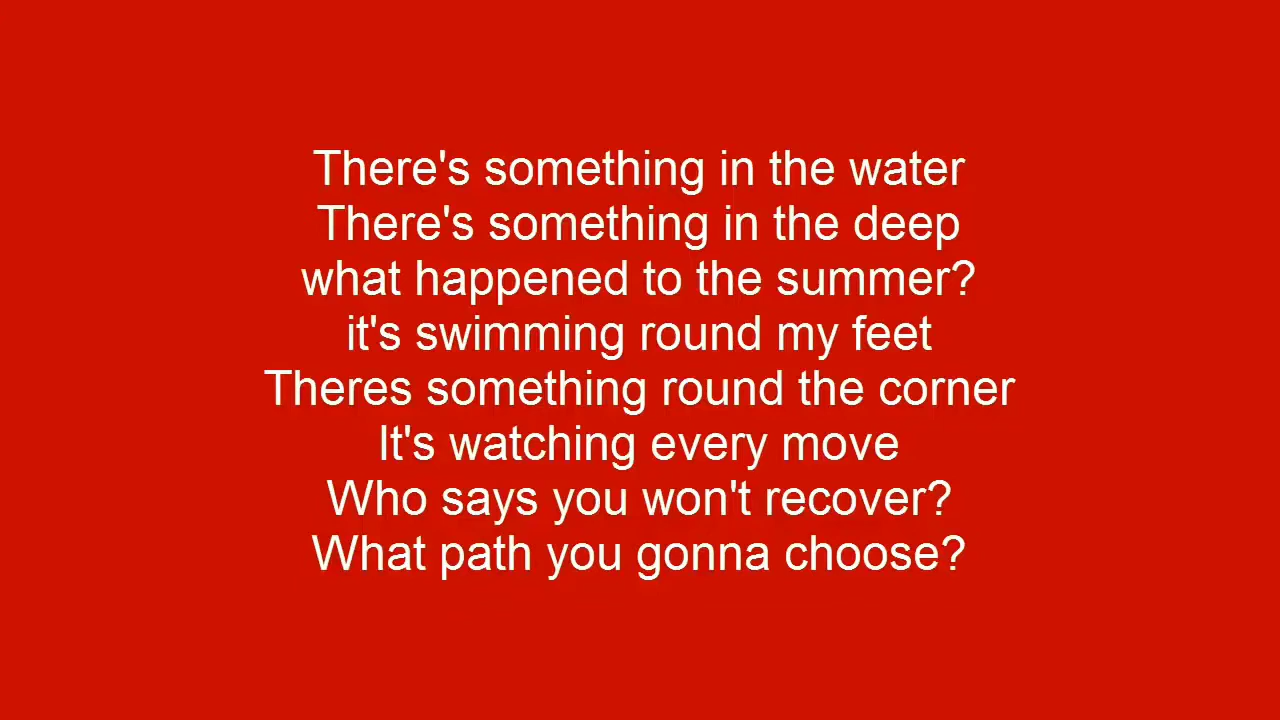 There's something in the water
There's something in the deep
what happened to the summer?
it's swimming round my feet
Theres something round the corner
It's watching every move
Who says you won't recover?
What path you gonna choose?